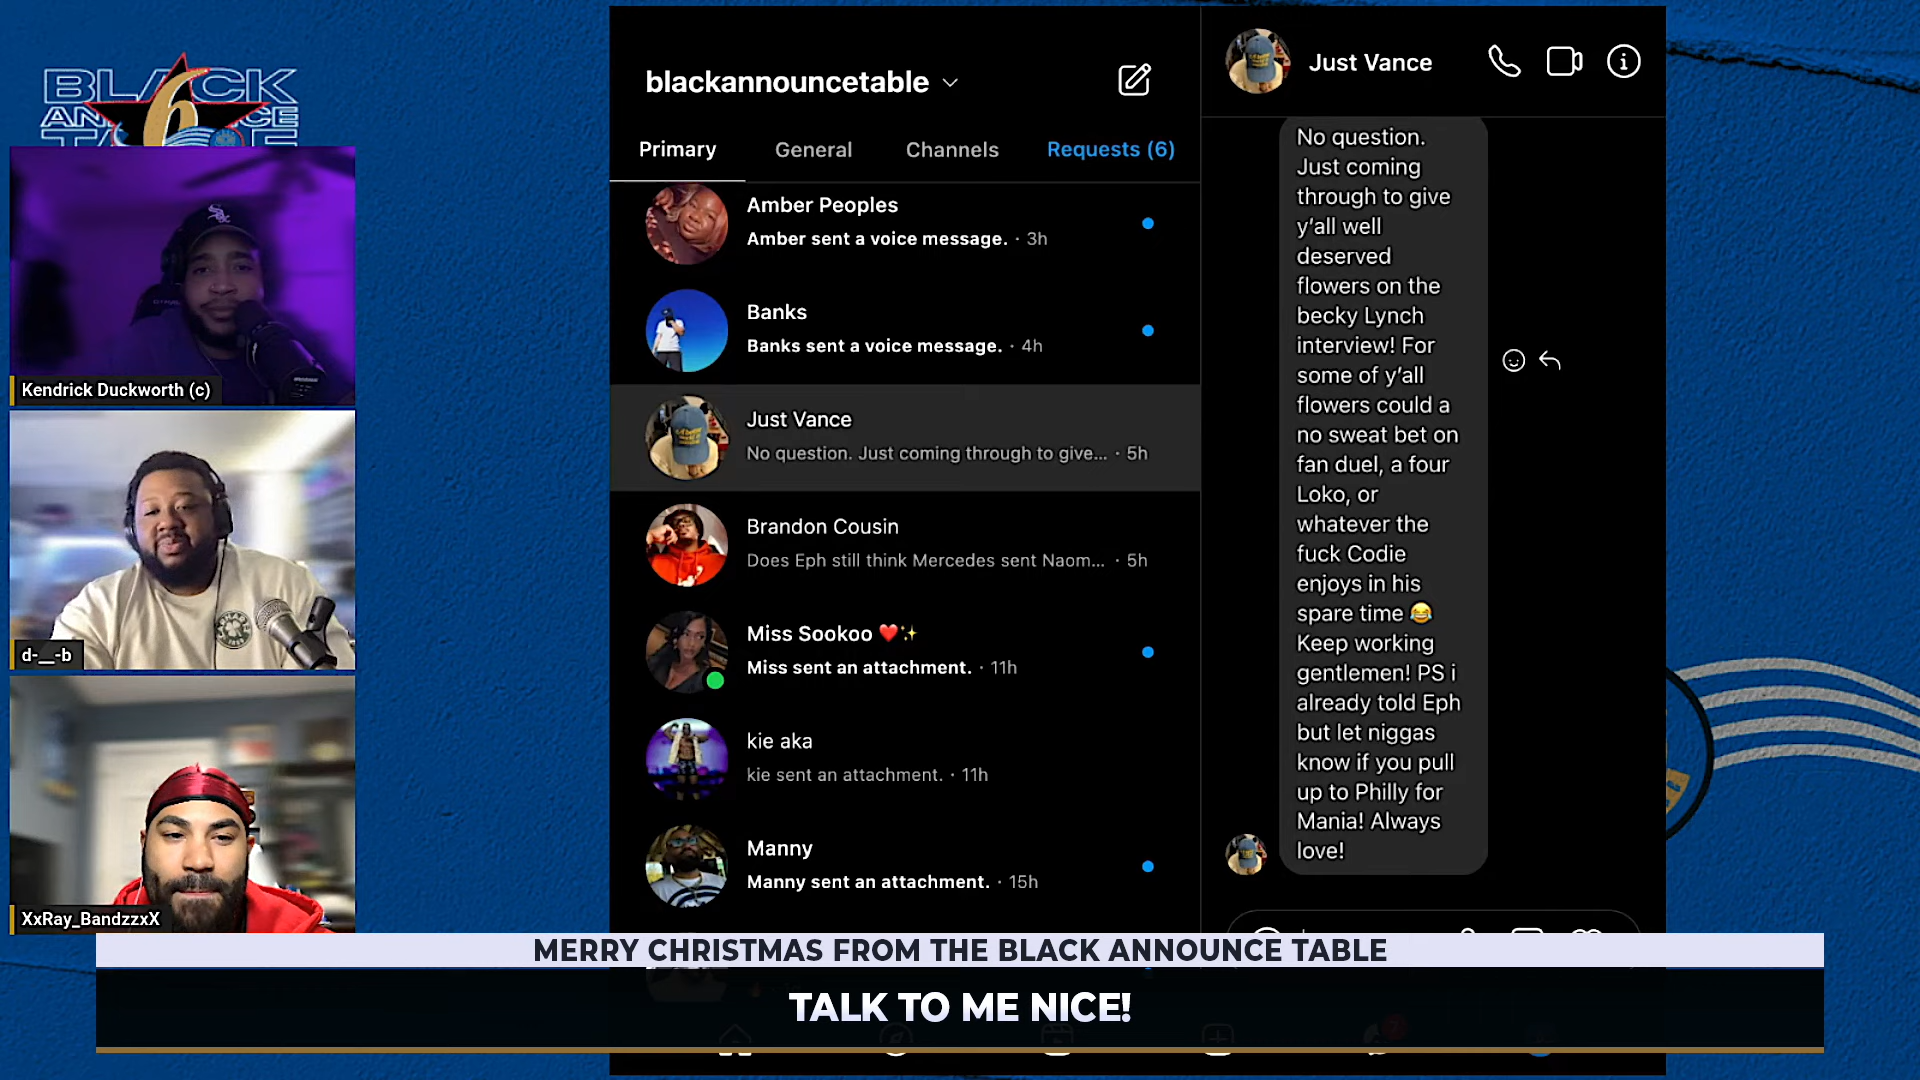 BLACK
6
Kendrick Duckworth (c)
d-__-b
XxRay_BandzzxX
blackannouncetable
Primary
General
Channels
Requests (6)
Amber Peoples
Amber sent a voice message. · 3h
Banks
Banks sent a voice message. · 4h
Just Vance
No question. Just coming through to give... · 5h
Brandon Cousin
Does Eph still think Mercedes sent Naom... · 5h
Miss Sookoo ❤️✨
Miss sent an attachment. · 11h
kie aka
kie sent an attachment. · 11h
Manny
Manny sent an attachment. · 15h
Just Vance
No question.
Just coming
through to give
y'all well
deserved
flowers on the
becky Lynch
interview! For
some of y'all
flowers could a
no sweat bet on
fan duel, a four
Loko, or
whatever the
fuck Codie
enjoys in his
spare time 😂
Keep working
gentlemen! PS i
already told Eph
but let niggas
know if you pull
up to Philly for
Mania! Always
love!
MERRY CHRISTMAS FROM THE BLACK ANNOUNCE TABLE
TALK TO ME NICE!